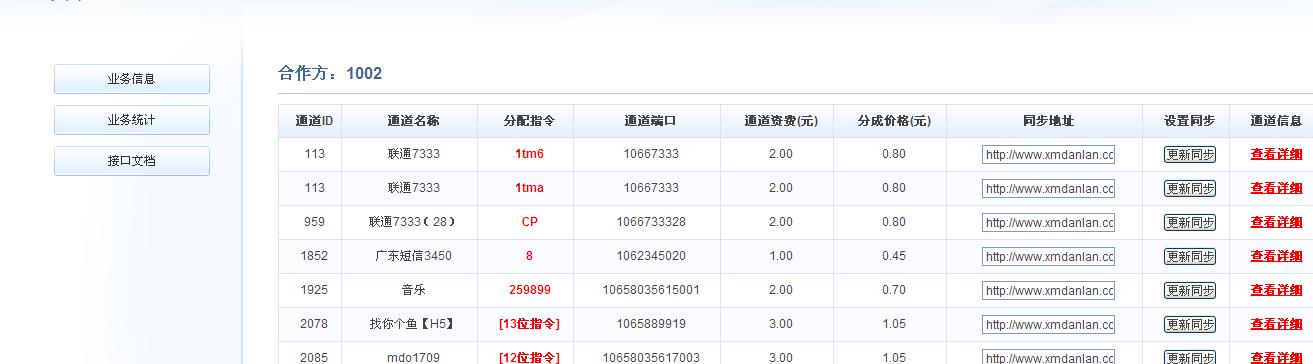 业务信息
业务统计
接口文档
合作方：1002
通道ID 通道名称 分配指令 通道端口 通道资费(元) 分成价格(元) 同步地址 设置同步 通道信息
113 联通7333 1tm6 10667333 2.00 0.80 http://www.xmdanlan.cc 更新同步 查看详细
113 联通7333 1tma 10667333 2.00 0.80 http://www.xmdanlan.cc 更新同步 查看详细
959 联通7333（28） CP 1066733328 2.00 0.80 http://www.xmdanlan.cc 更新同步 查看详细
1852 广东短信3450 8 1062345020 1.00 0.45 http://www.xmdanlan.cc 更新同步 查看详细
1925 音乐 259899 10658035615001 2.00 0.70 http://www.xmdanlan.cc 更新同步 查看详细
2078 找你个鱼【H5】 [13位指令] 1065889919 3.00 1.05 http://www.xmdanlan.cc 更新同步 查看详细
2085 mdo1709 [12位指令] 10658035617003 3.00 1.05 http://www.xmdanlan.cc 更新同步 查看详细